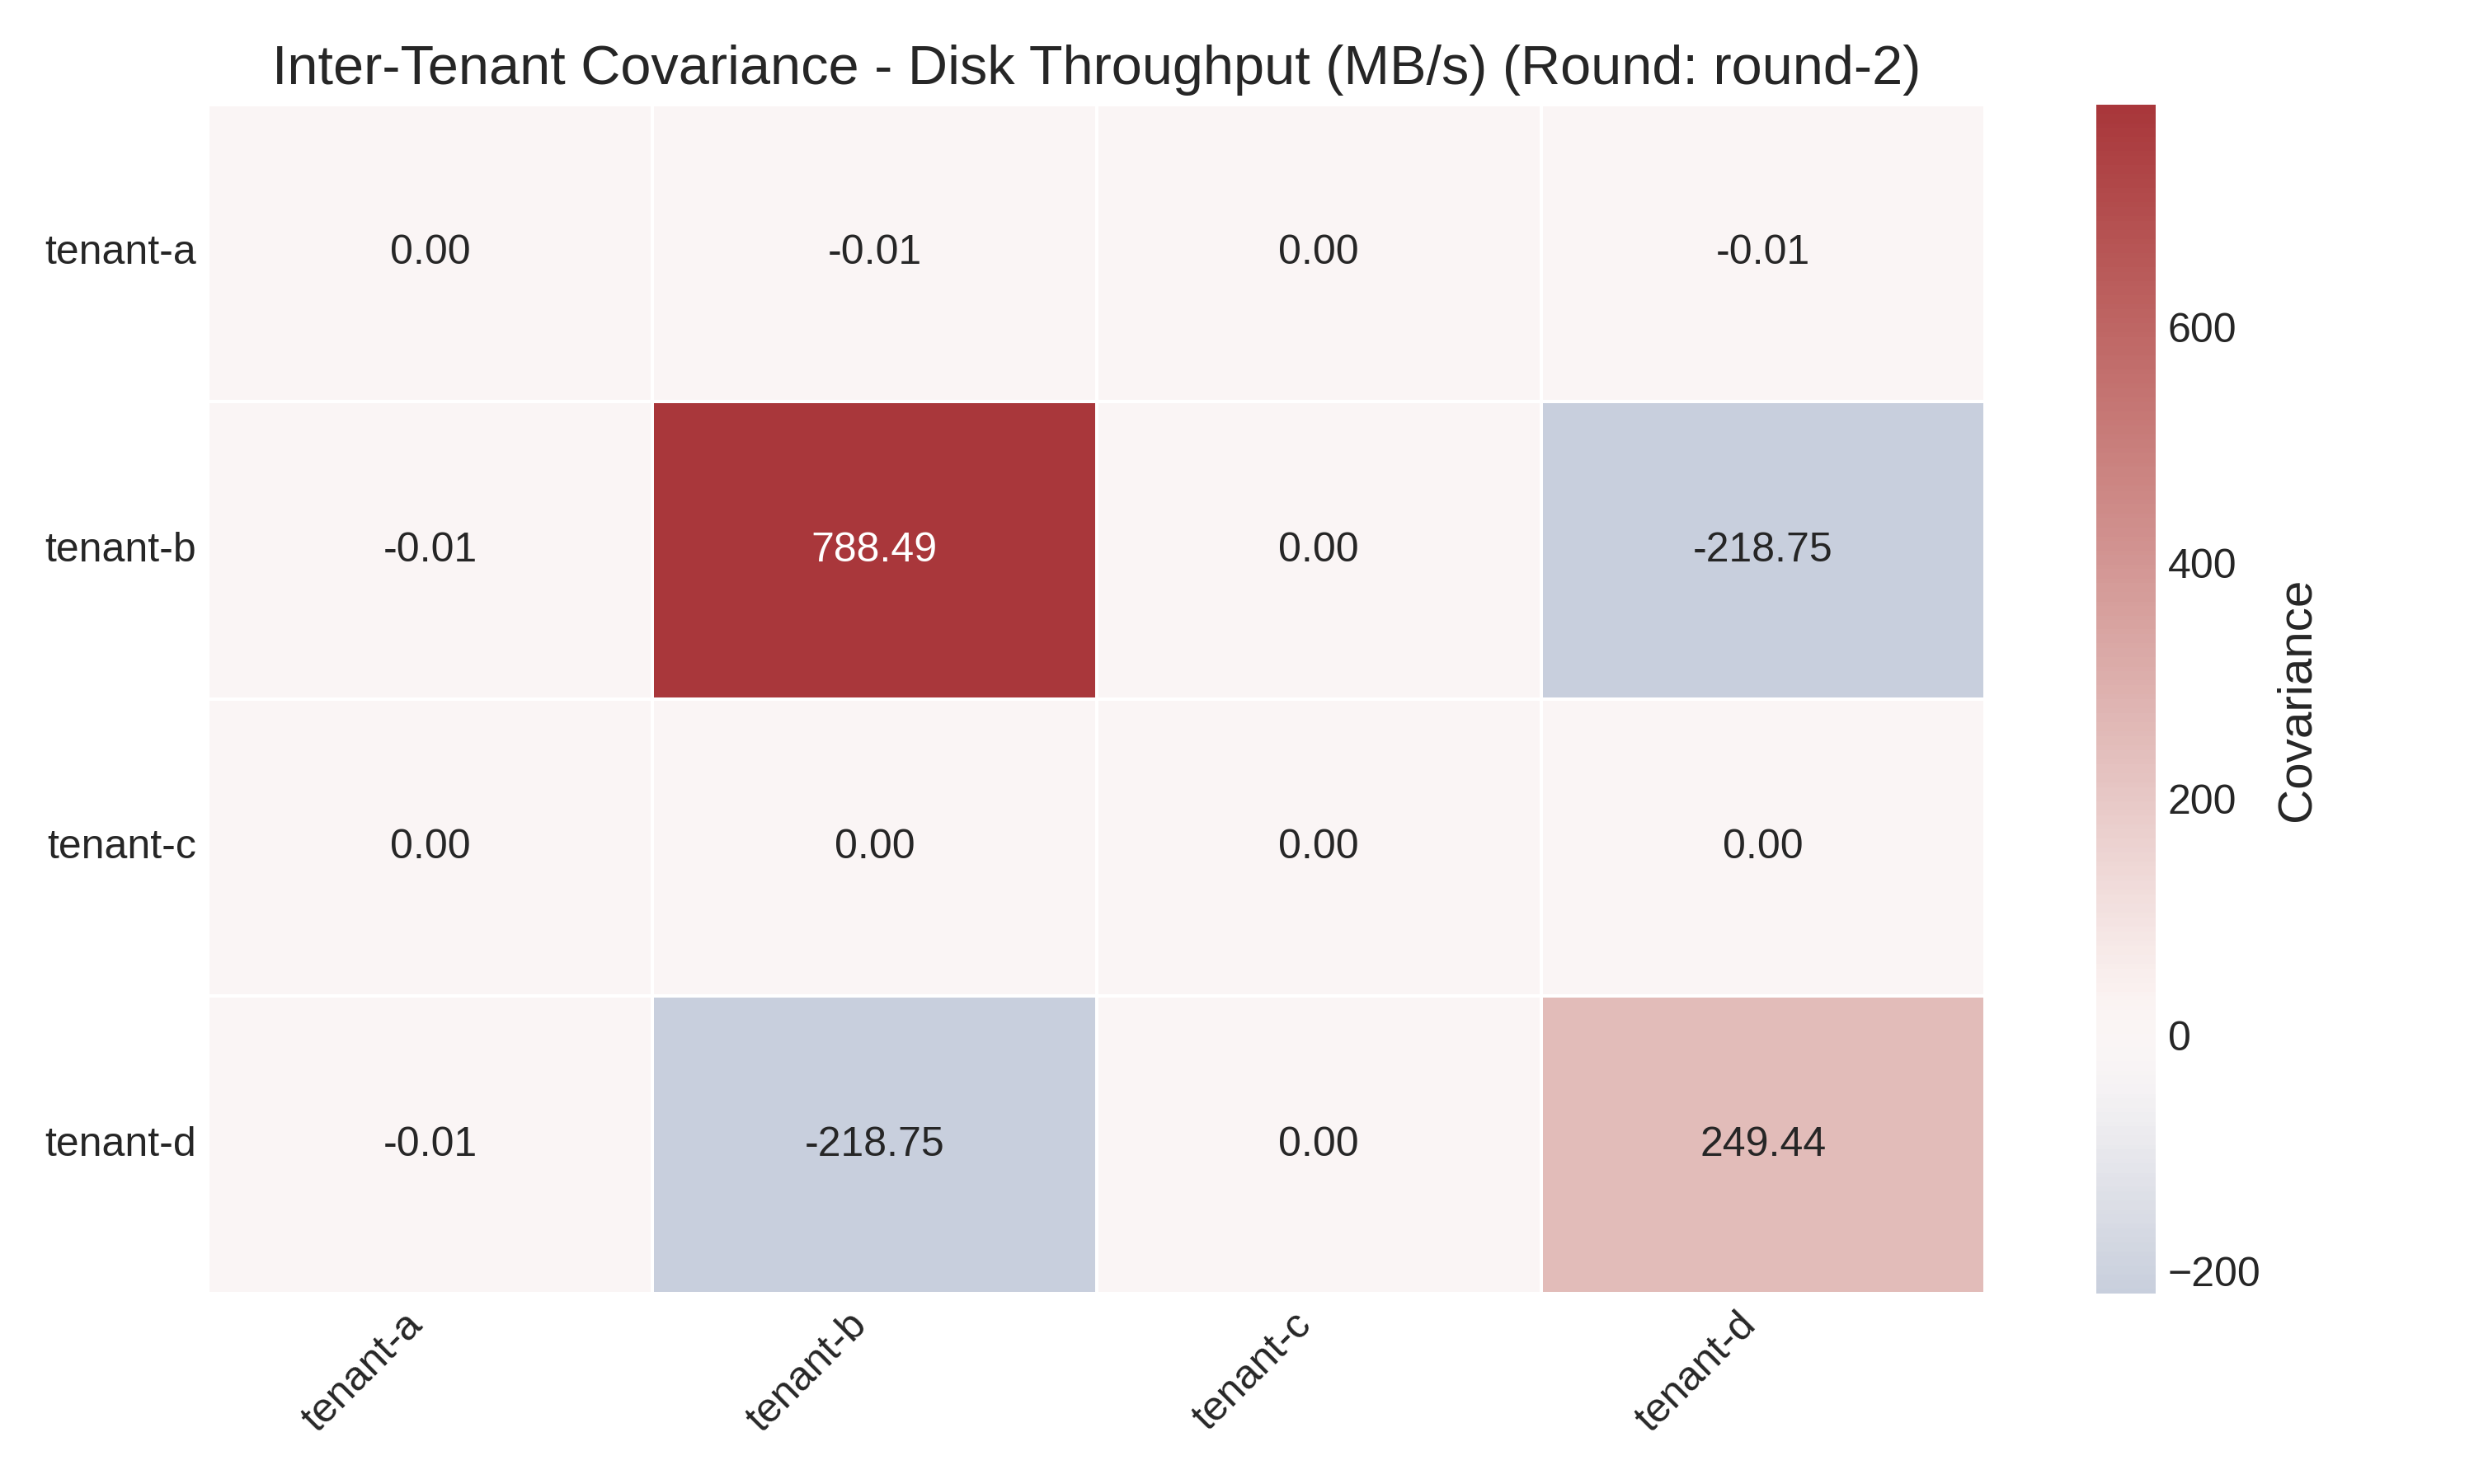 Inter-Tenant Covariance - Disk Throughput (MB/s) (Round: round-2)
tenant-a 0.00 -0.01 0.00 -0.01
tenant-b -0.01 788.49 0.00 -218.75
tenant-c 0.00 0.00 0.00 0.00
tenant-d -0.01 -218.75 0.00 249.44
tenant-a tenant-b tenant-c tenant-d
600
400
200
0
−200
Covariance